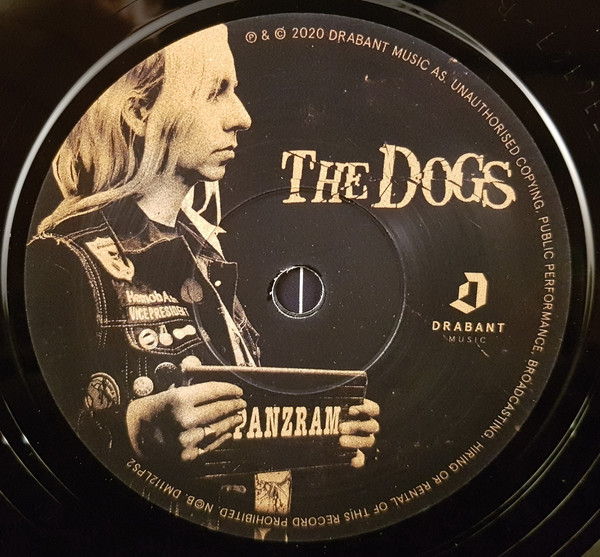 ℗ & © 2020 DRABANT MUSIC AS. UNAUTHORISED COPYING, PUBLIC PERFORMANCE, BROADCASTING, HIRING OR RENTAL OF THIS RECORD PROHIBITED. N©B. DM112LPS2
THE DOGS
DRABANT
MUSIC
VICE PRESIDENT
PANZRAM